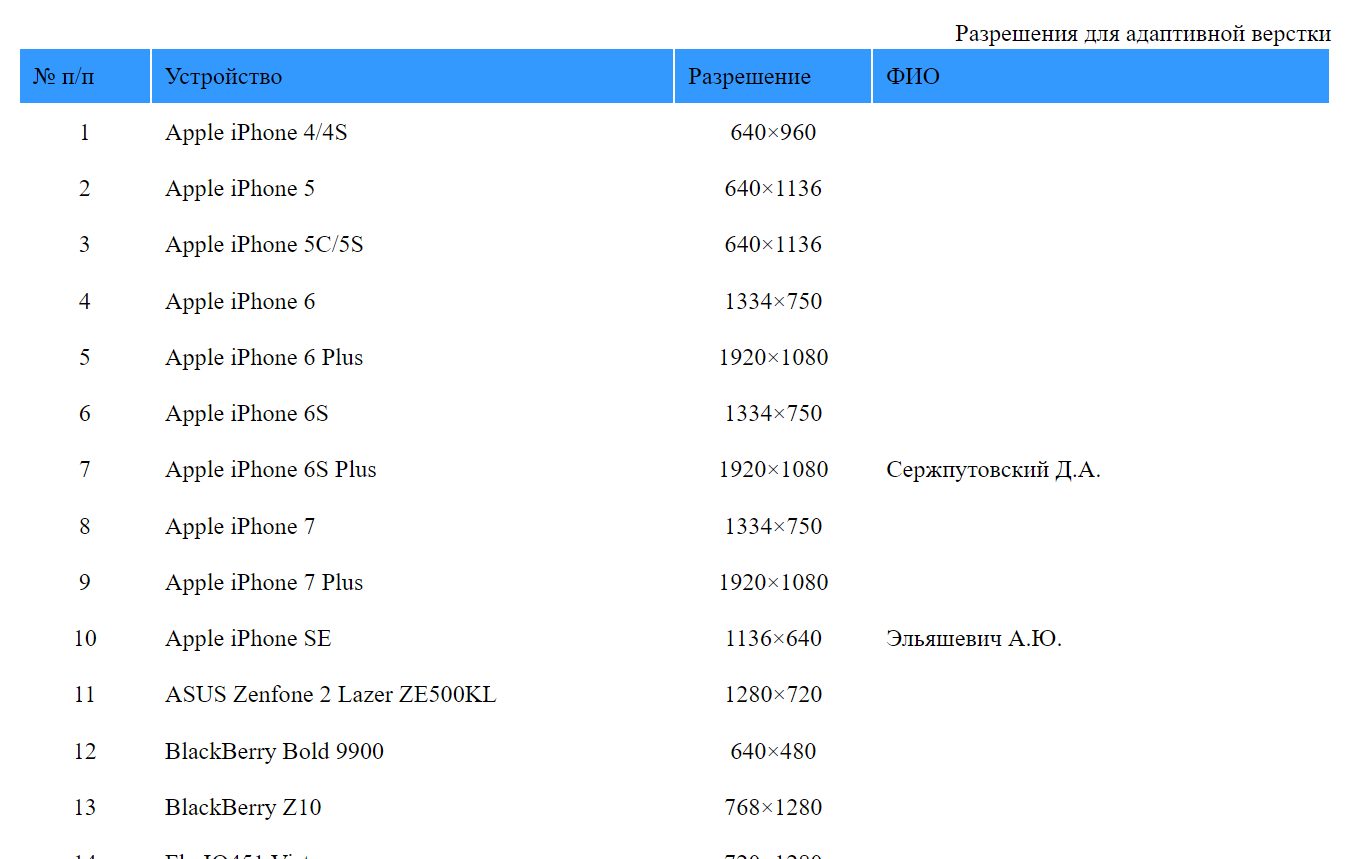 Разрешения для адаптивной верстки
№ п/п Устройство Разрешение ФИО
1 Apple iPhone 4/4S 640×960
2 Apple iPhone 5 640×1136
3 Apple iPhone 5C/5S 640×1136
4 Apple iPhone 6 1334×750
5 Apple iPhone 6 Plus 1920×1080
6 Apple iPhone 6S 1334×750
7 Apple iPhone 6S Plus 1920×1080 Сержпутовский Д.А.
8 Apple iPhone 7 1334×750
9 Apple iPhone 7 Plus 1920×1080
10 Apple iPhone SE 1136×640 Эльяшевич А.Ю.
11 ASUS Zenfone 2 Lazer ZE500KL 1280×720
12 BlackBerry Bold 9900 640×480
13 BlackBerry Z10 768×1280